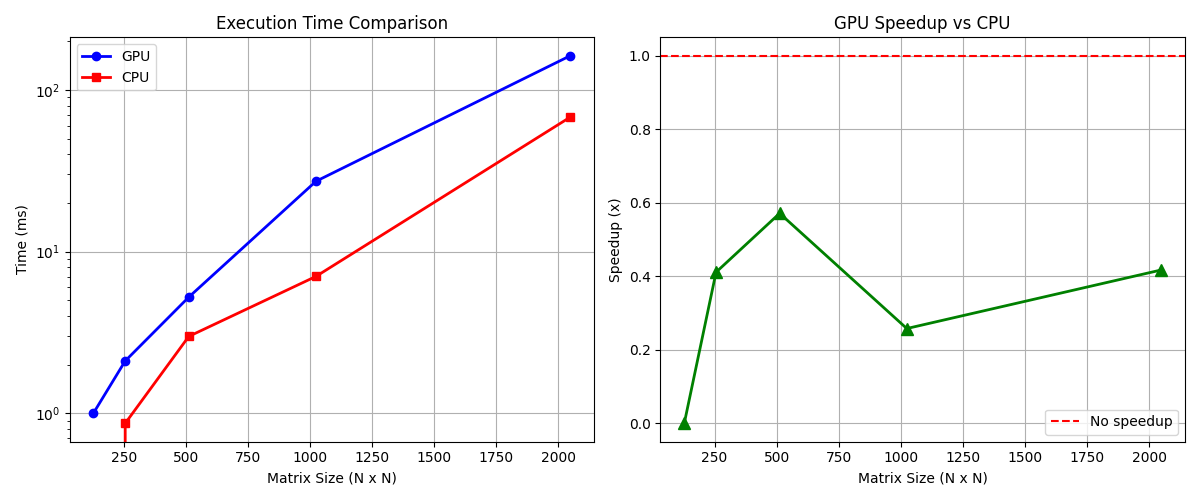 Execution Time Comparison
GPU
CPU
10²
10¹
10⁰
Time (ms)
250 500 750 1000 1250 1500 1750 2000
Matrix Size (N x N)
GPU Speedup vs CPU
1.0
0.8
0.6
0.4
0.2
0.0
Speedup (x)
No speedup
250 500 750 1000 1250 1500 1750 2000
Matrix Size (N x N)